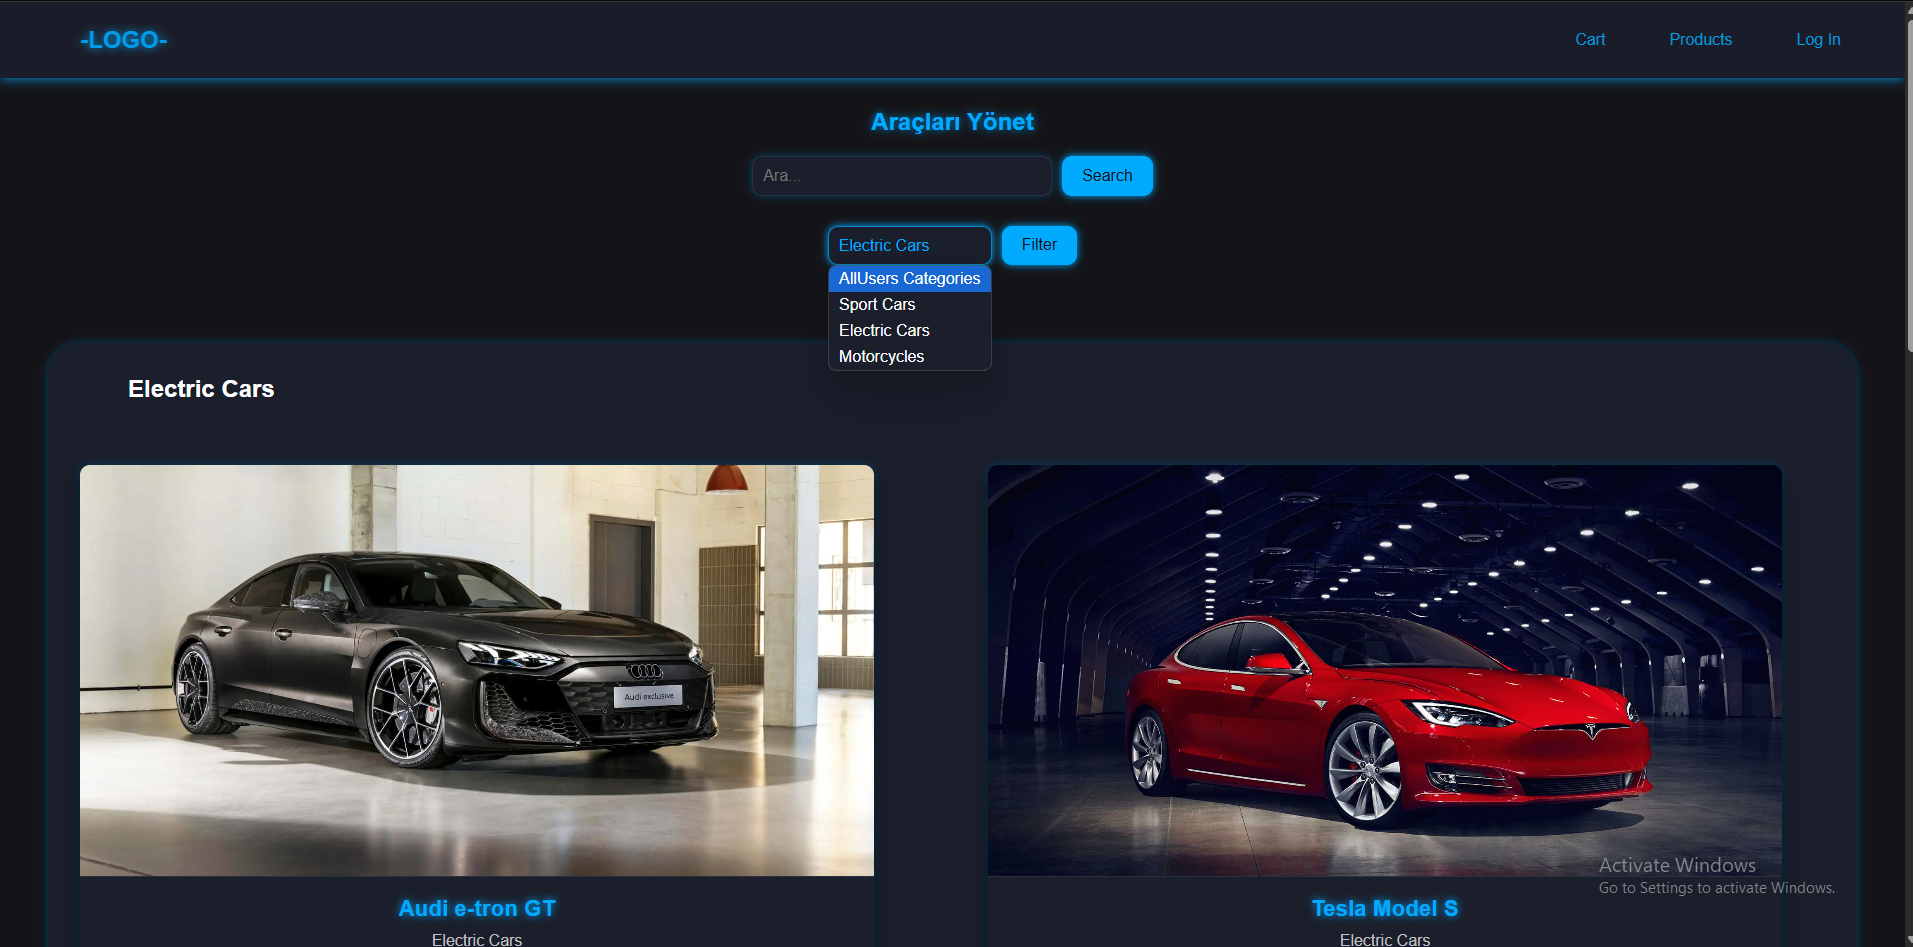 -LOGO-
Cart
Products
Log In
Araçları Yönet
Ara...
Search
Electric Cars
Filter
AllUsers Categories
Sport Cars
Electric Cars
Motorcycles
Electric Cars
Audi exclusive
Activate Windows
Go to Settings to activate Windows.
Audi e-tron GT
Electric Cars
Tesla Model S
Electric Cars